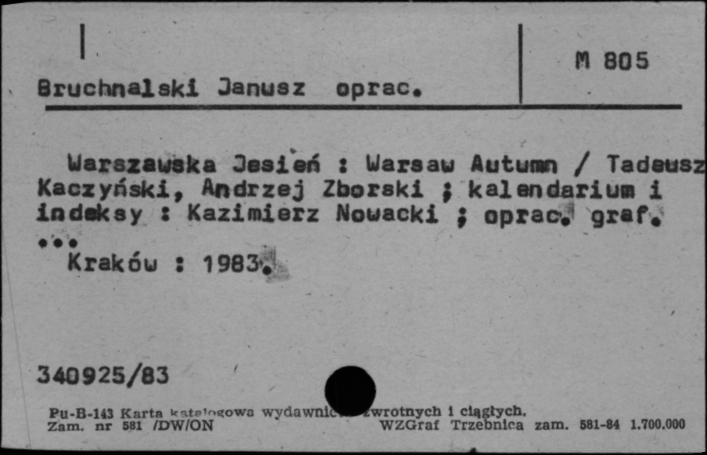 M 805
Bruchnalski Janusz oprac.
Warszawska Jesień : Warsaw Autumn / Tadeusz
Kaczyński, Andrzej Zborski ; kalendarium i
indeksy : Kazimierz Nowacki ; oprac. graf.
...
Kraków : 1983.
340925/83
Pu-B-143 Karta katalogowa zwrotnych i ciągłych.
Zam. nr 581 /DW/ON WZGraf Trzebnica zam. 581-84 1.700.000